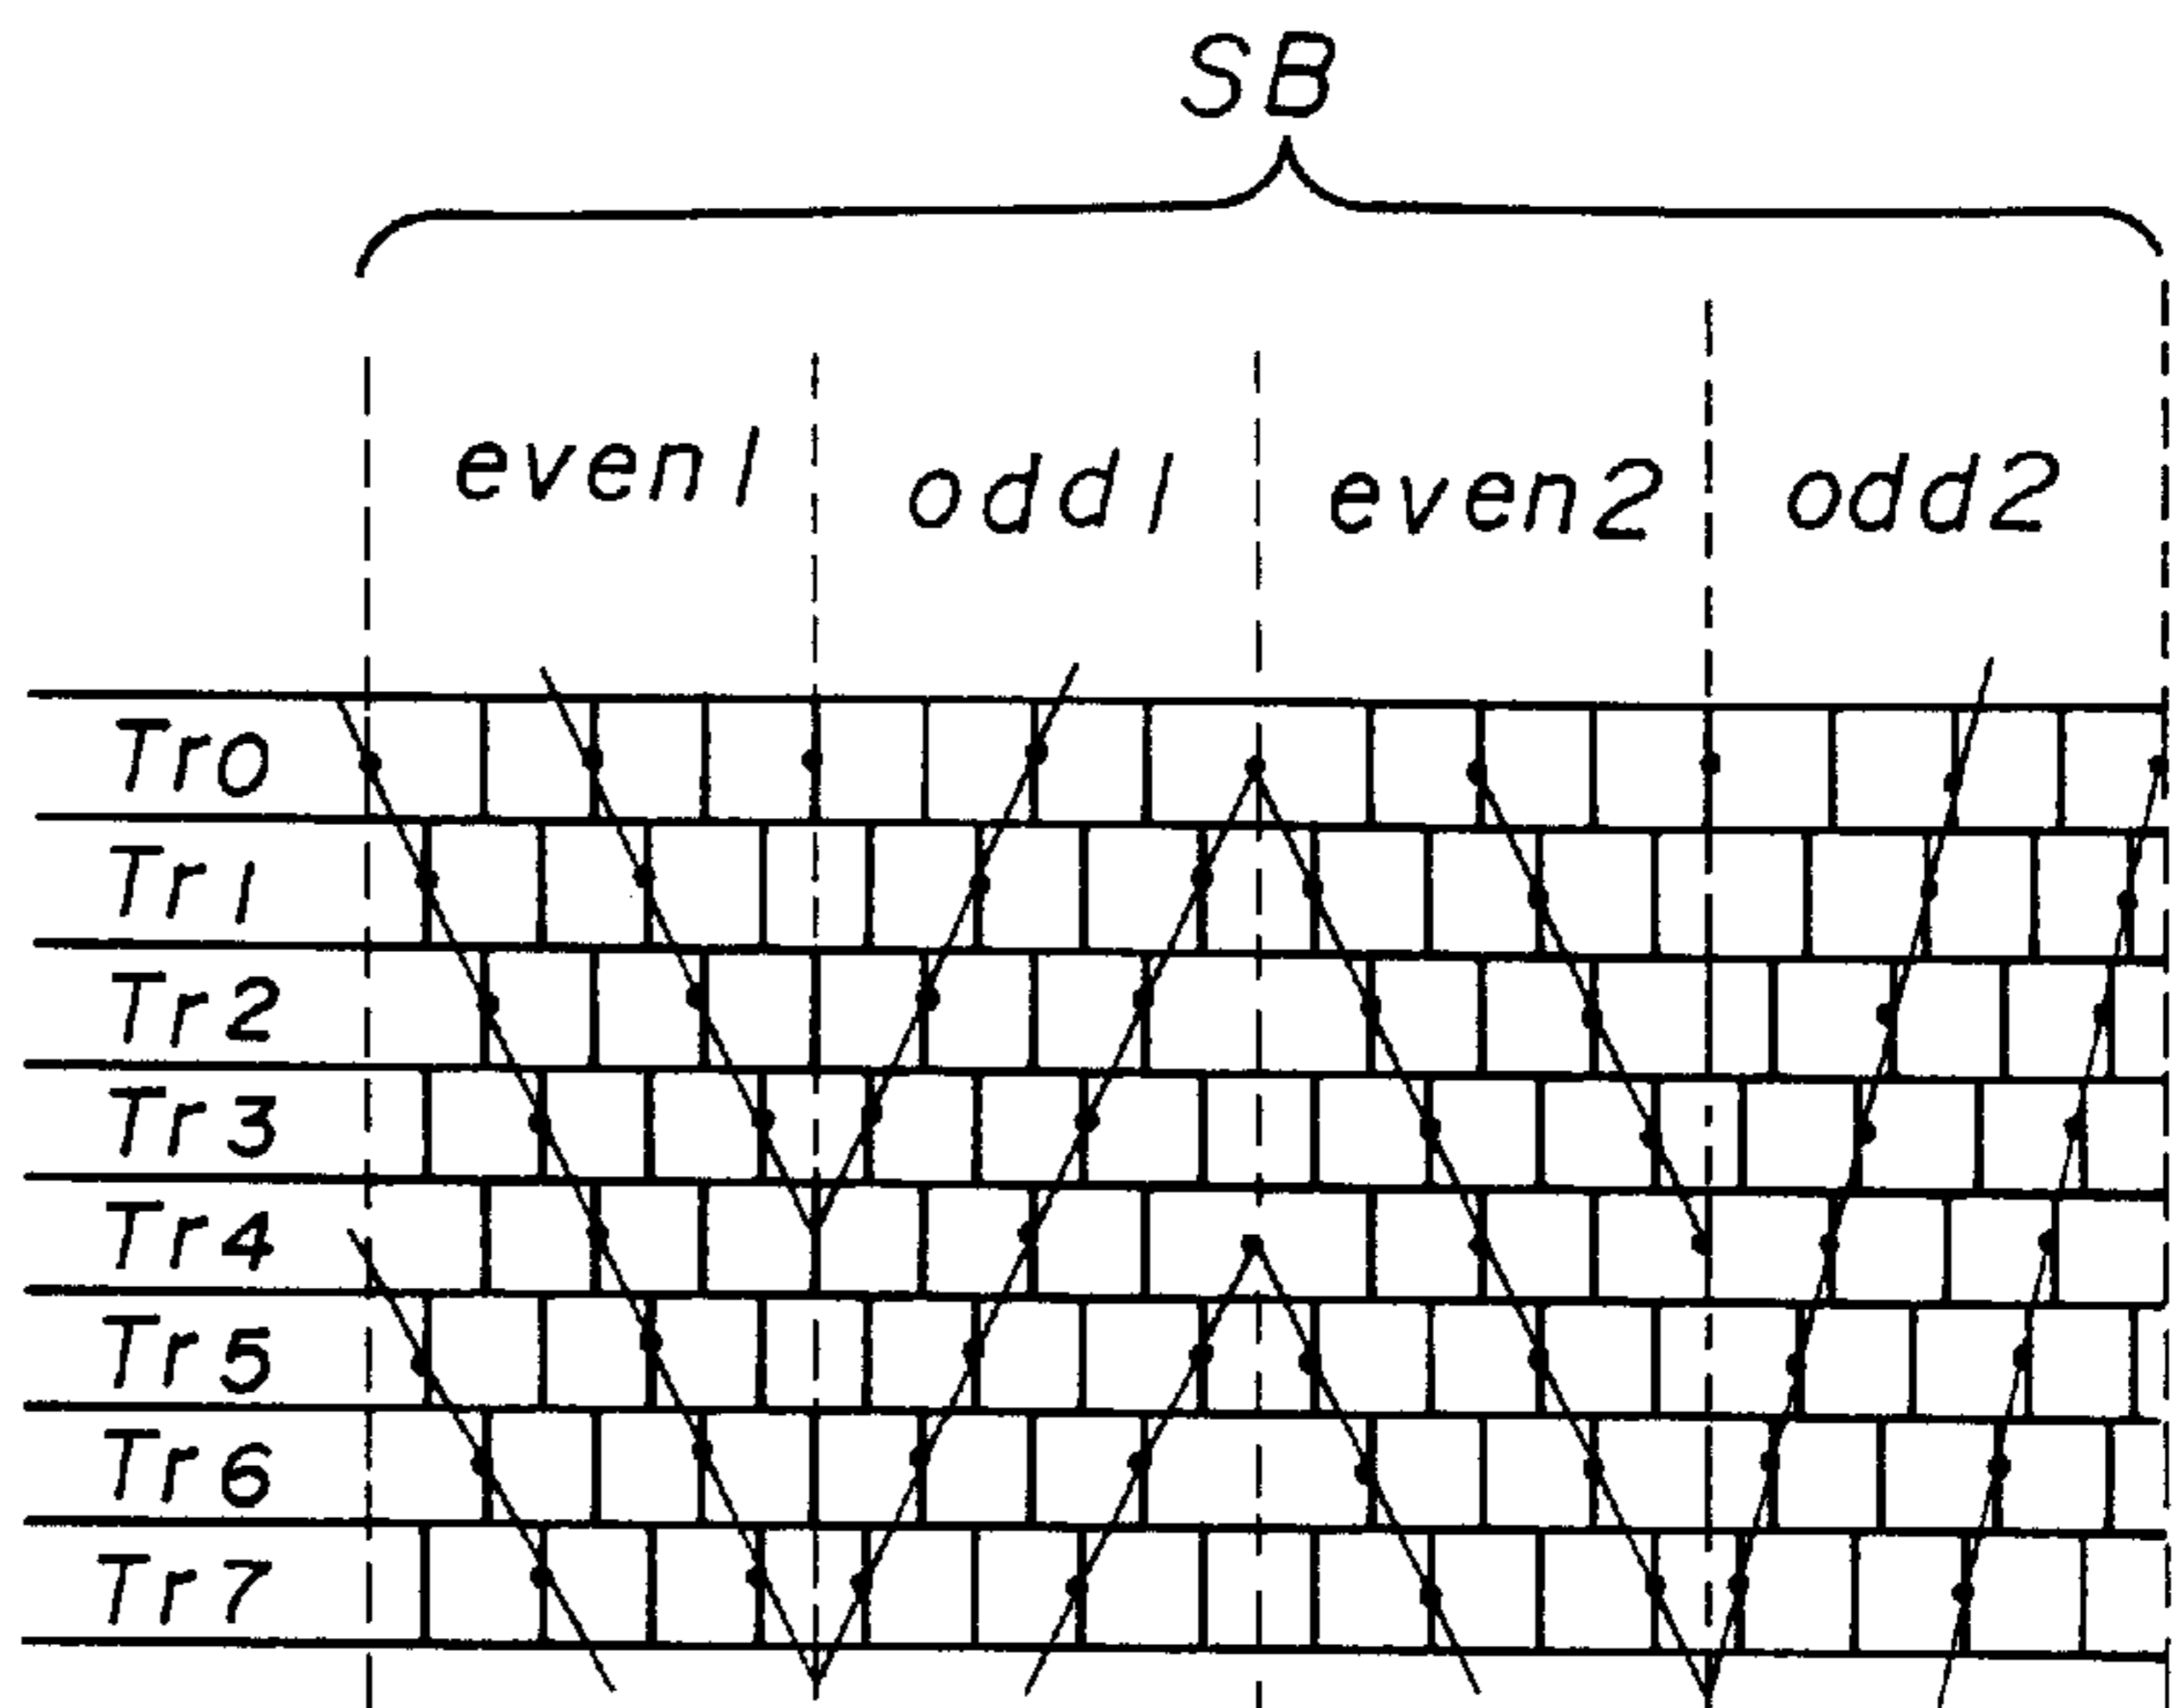 SB
even1 odd1 even2 odd2
Tr0
Tr1
Tr2
Tr3
Tr4
Tr5
Tr6
Tr7